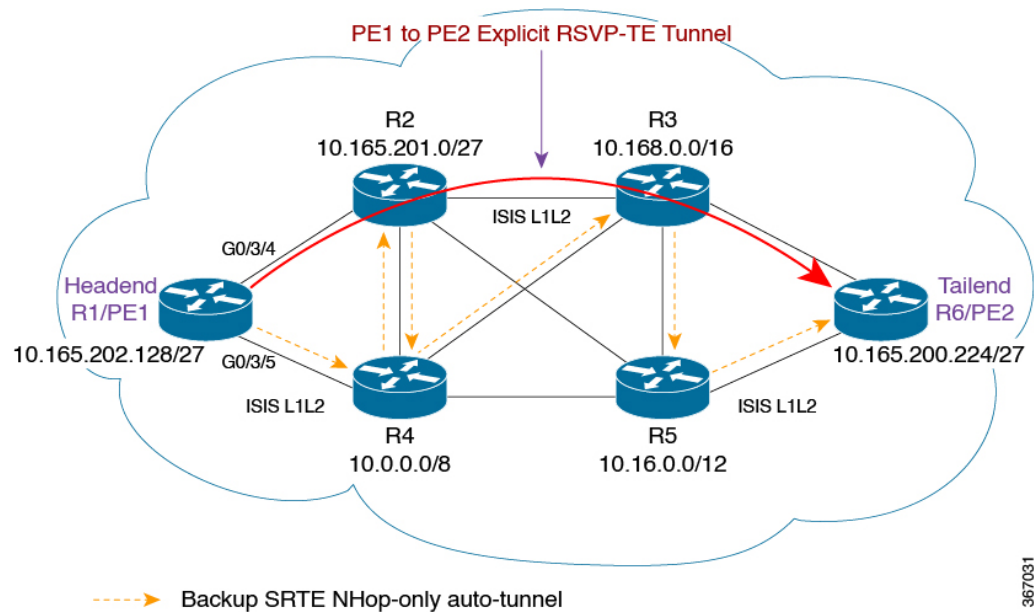 PE1 to PE2 Explicit RSVP-TE Tunnel
R2
10.165.201.0/27
R3
10.168.0.0/16
ISIS L1L2
G0/3/4
Headend
R1/PE1
10.165.202.128/27
Tailend
R6/PE2
10.165.200.224/27
G0/3/5
ISIS L1L2
R4
10.0.0.0/8
R5
10.16.0.0/12
ISIS L1L2
Backup SRTE NHop-only auto-tunnel
367031